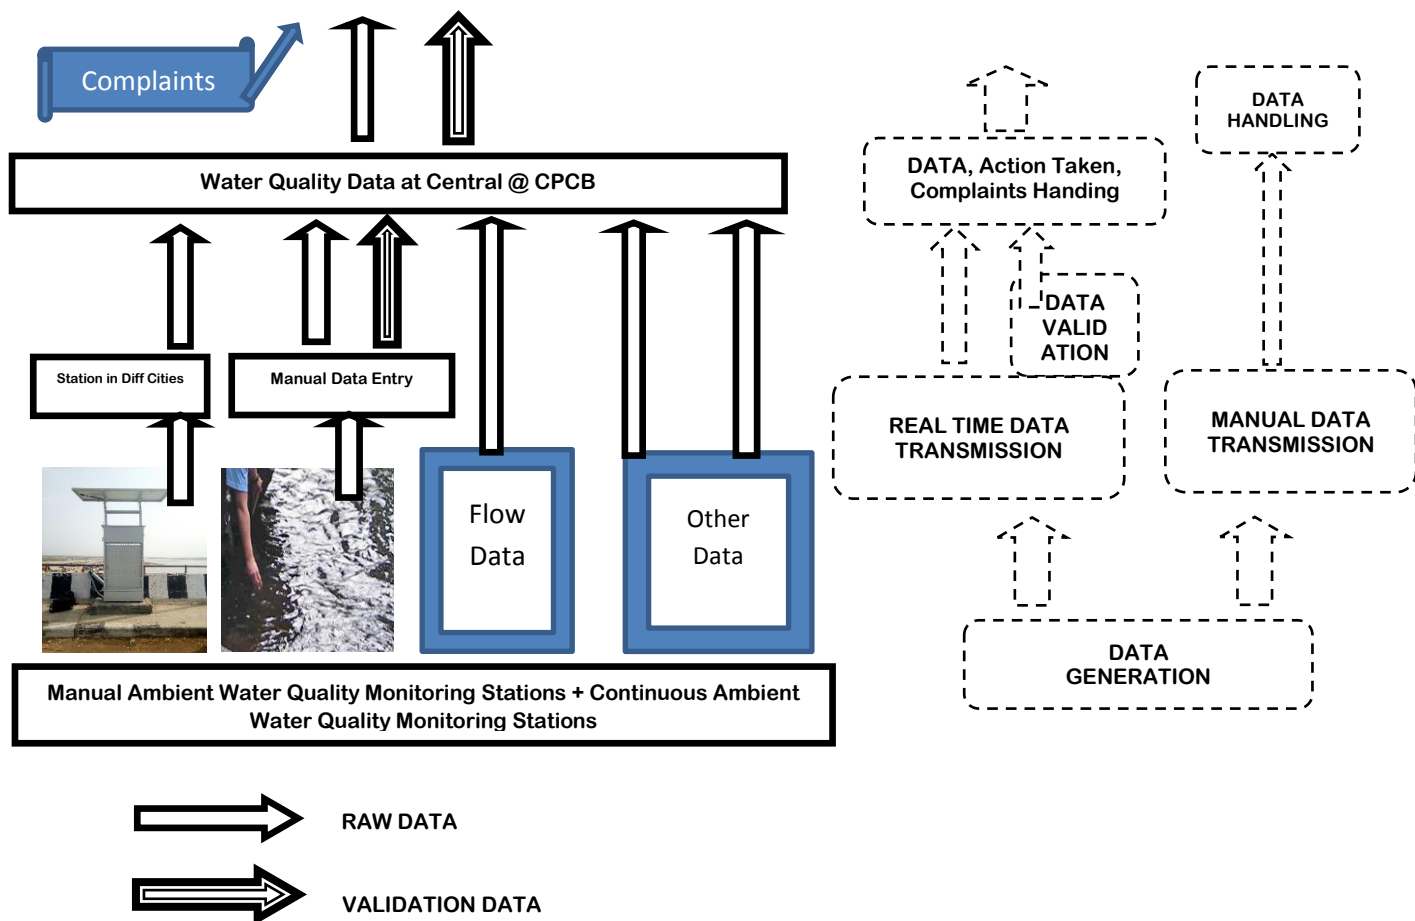 Complaints
Water Quality Data at Central @ CPCB
Station in Diff Cities
Manual Data Entry
Flow
Data
Other
Data
Manual Ambient Water Quality Monitoring Stations + Continuous Ambient
Water Quality Monitoring Stations
RAW DATA
VALIDATION DATA
DATA
HANDLING
DATA, Action Taken,
Complaints Handing
DATA
VALID
ATION
REAL TIME DATA
TRANSMISSION
MANUAL DATA
TRANSMISSION
DATA
GENERATION